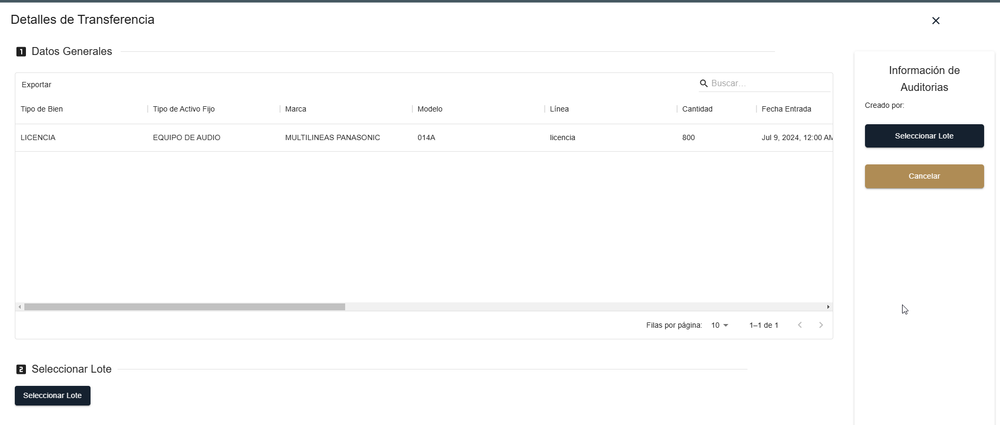 Detalles de Transferencia
1 Datos Generales
Exportar
Buscar...
Tipo de Bien Tipo de Activo Fijo Marca Modelo Línea Cantidad Fecha Entrada
LICENCIA EQUIPO DE AUDIO MULTILINEAS PANASONIC 014A licencia 800 Jul 9, 2024, 12:00 AM
Filas por página: 10 1–1 de 1
2 Seleccionar Lote
Seleccionar Lote
Información de
Auditorias
Creado por:
Seleccionar Lote
Cancelar